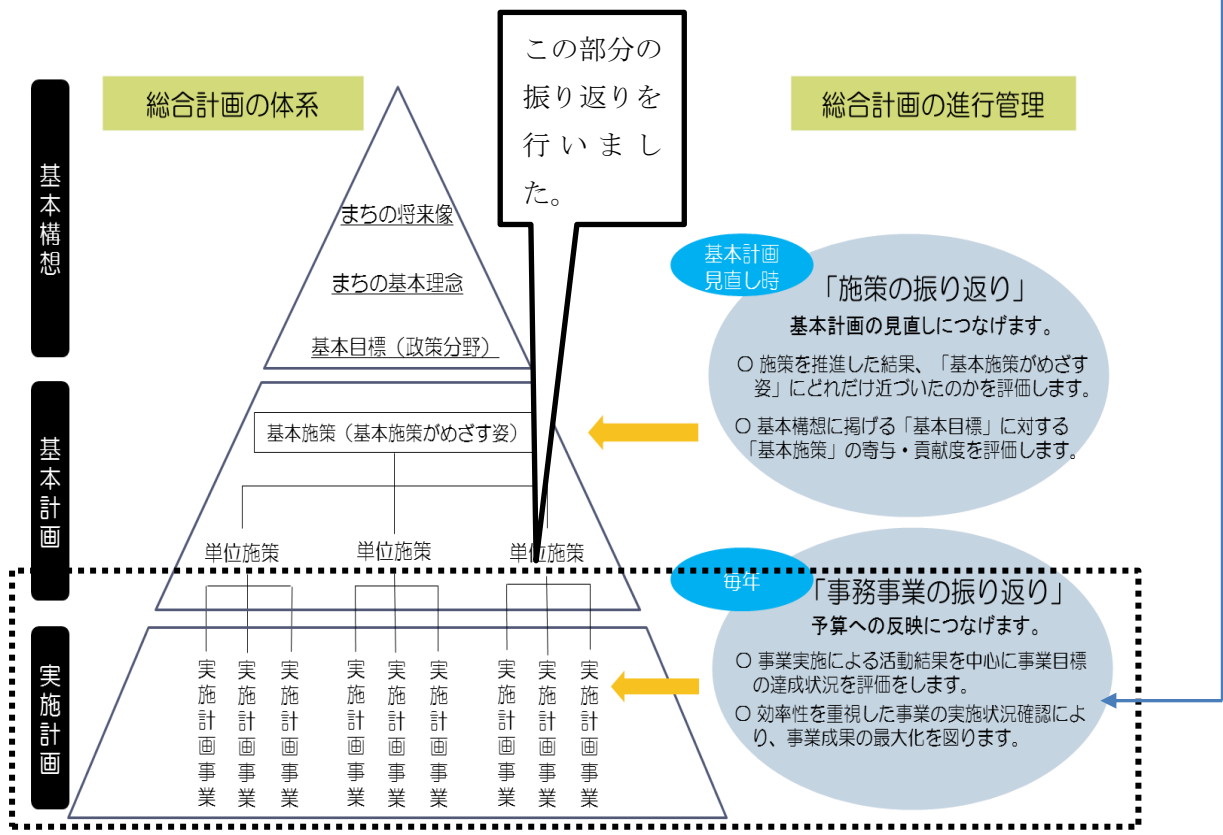 この部分の
振り返りを
行いまし
た。
総合計画の体系
総合計画の進行管理
基本構想
まちの将来像
まちの基本理念
基本目標（政策分野）
基本計画
見直し時
「施策の振り返り」
基本計画の見直しにつなげます。
○ 施策を推進した結果、「基本施策がめざす
姿」にどれだけ近づいたのかを評価します。
○ 基本構想に掲げる「基本目標」に対する
「基本施策」の寄与・貢献度を評価します。
基本計画
基本施策（基本施策がめざす姿）
単位施策
単位施策
単位施策
毎年
「事務事業の振り返り」
予算への反映につなげます。
○ 事業実施による活動結果を中心に事業目標
の達成状況を評価をします。
○ 効率性を重視した事業の実施状況確認によ
り、事業成果の最大化を図ります。
実施計画
実施計画事業
実施計画事業
実施計画事業
実施計画事業
実施計画事業
実施計画事業
実施計画事業
実施計画事業
実施計画事業